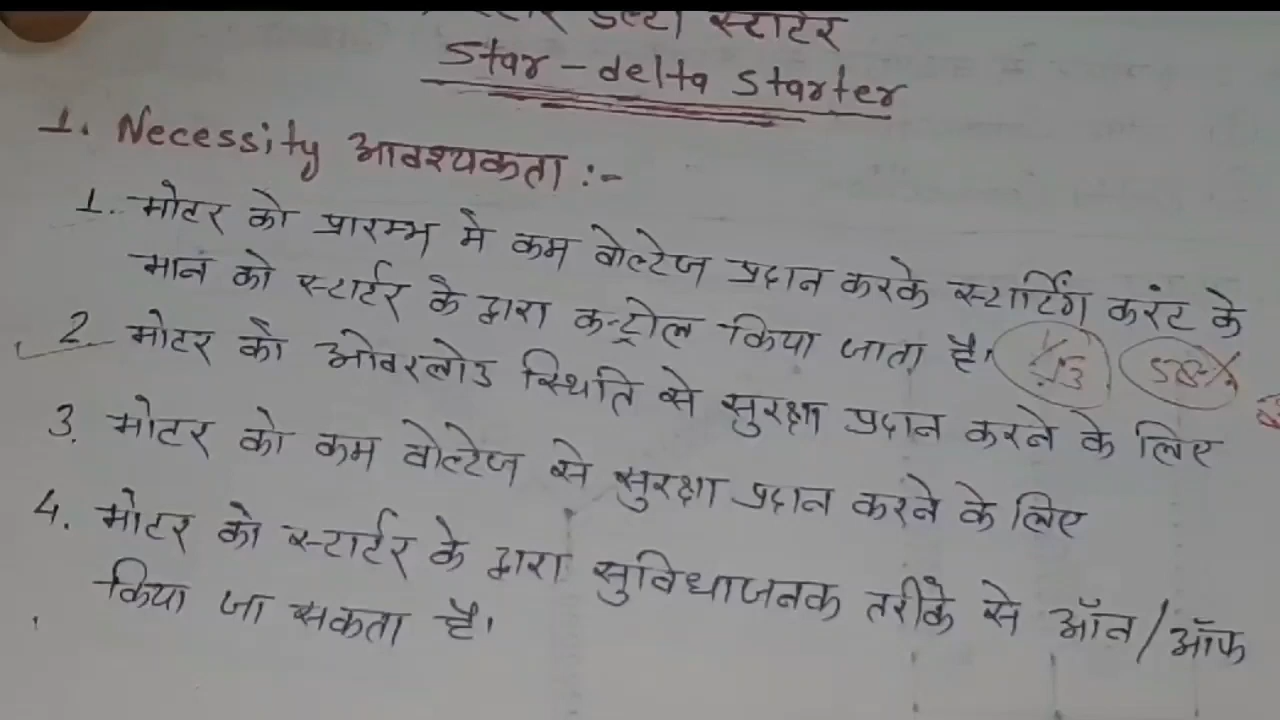 स्टार डेल्टा स्टार्टर
Star-delta Starter
1. Necessity आवश्यकता :-
1. मोटर को प्रारम्भ मे कम वोल्टेज प्रदान करके स्टार्टिंग करंट के
मान को स्टार्टर के द्वारा कन्ट्रोल किया जाता है।
1/√3 58%
2. मोटर को ओवरलोड स्थिति से सुरक्षा प्रदान करने के लिए
3. मोटर को कम वोल्टेज से सुरक्षा प्रदान करने के लिए
4. मोटर को स्टार्टर के द्वारा सुविधाजनक तरीके से ऑन/ऑफ
किया जा सकता है।